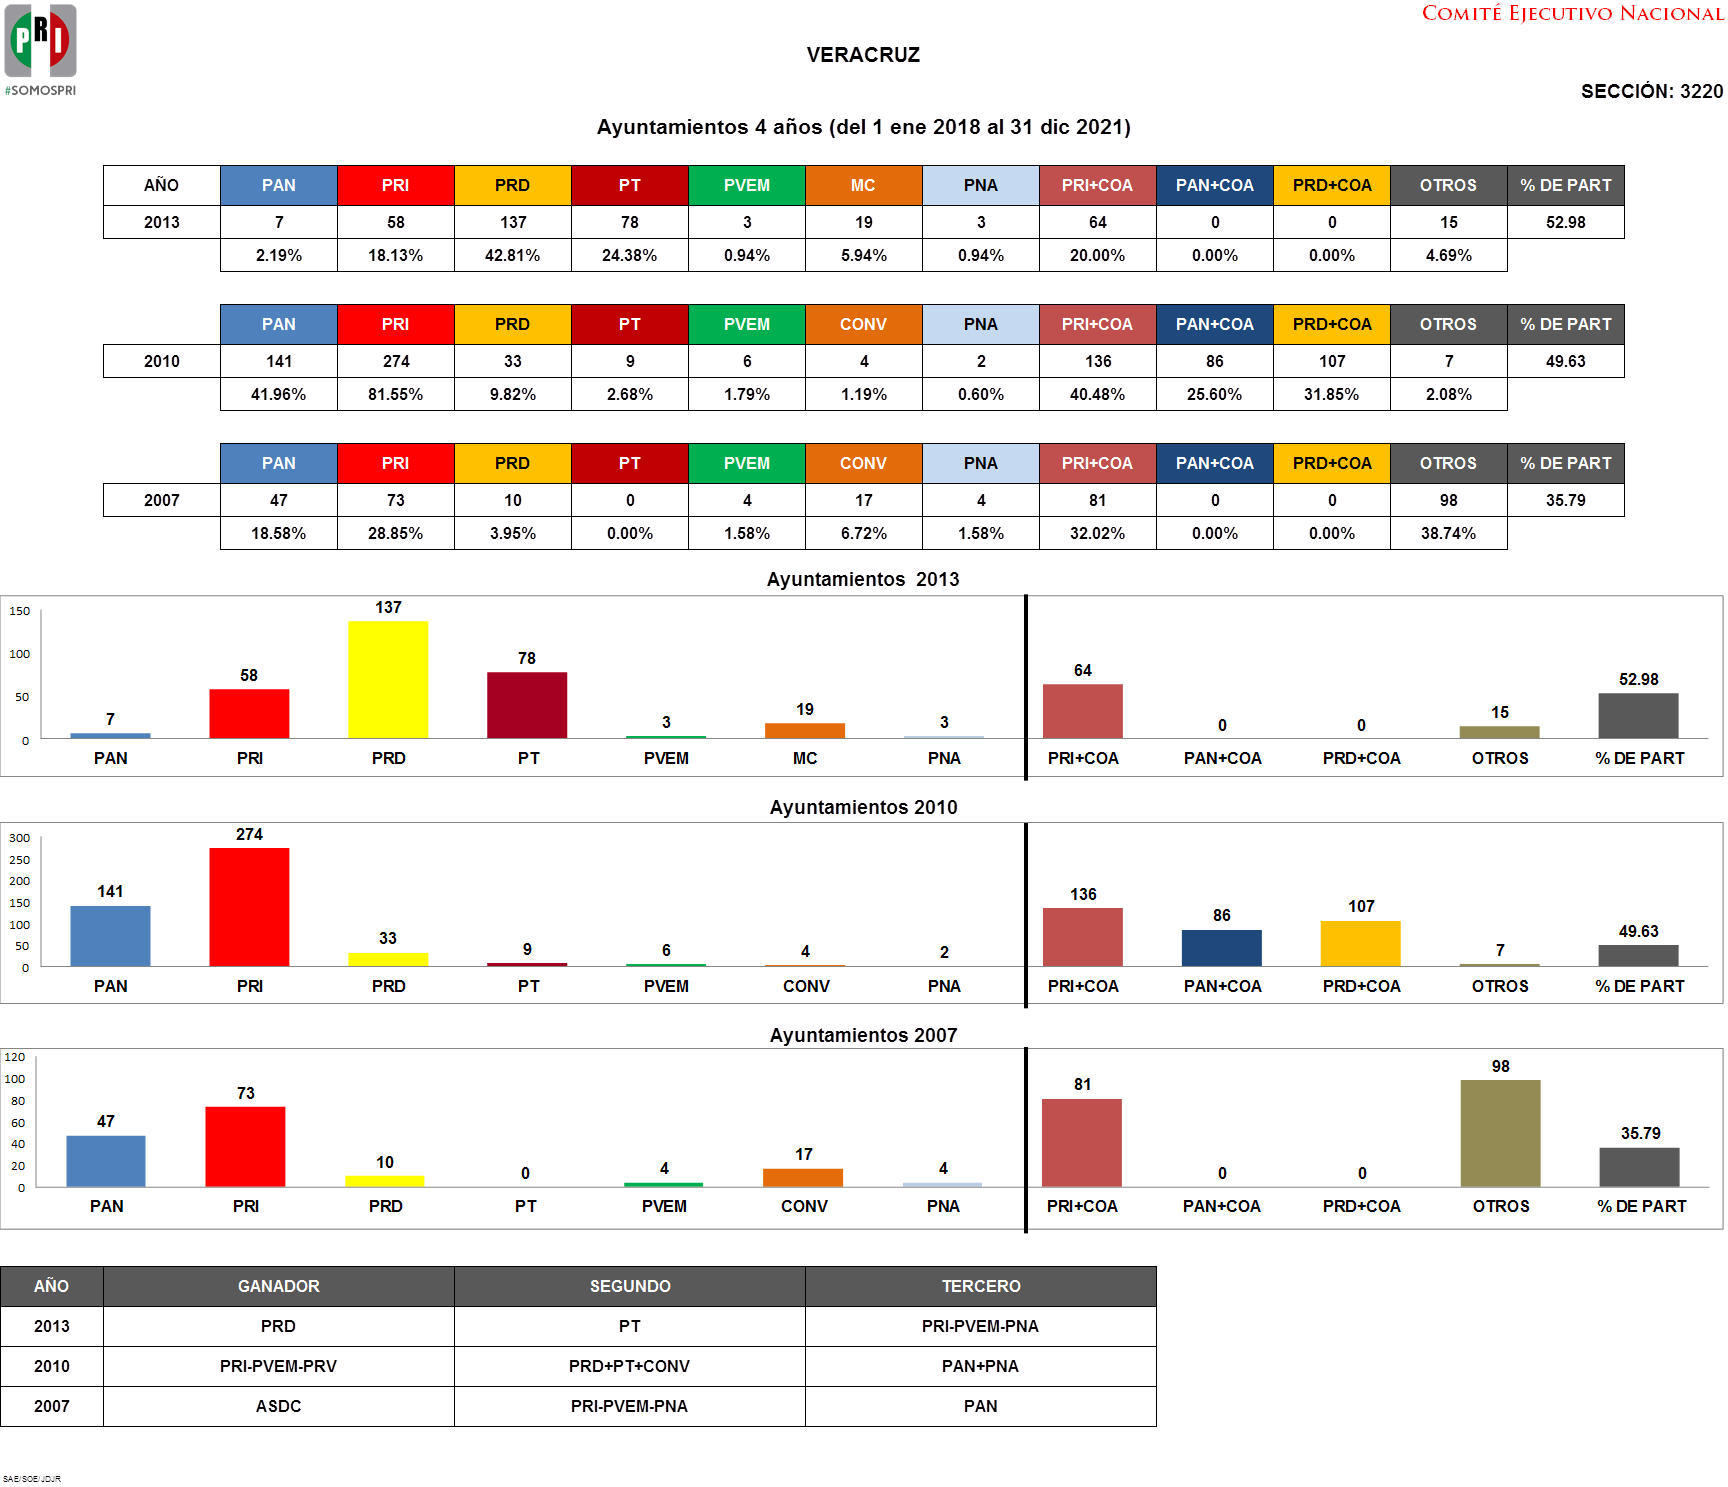 PRI
#SOMOSPRI
COMITÉ EJECUTIVO NACIONAL
VERACRUZ
SECCIÓN: 3220
Ayuntamientos 4 años (del 1 ene 2018 al 31 dic 2021)
AÑO PAN PRI PRD PT PVEM MC PNA PRI+COA PAN+COA PRD+COA OTROS % DE PART
2013 7 58 137 78 3 19 3 64 0 0 15 52.98
2.19% 18.13% 42.81% 24.38% 0.94% 5.94% 0.94% 20.00% 0.00% 0.00% 4.69%
PAN PRI PRD PT PVEM CONV PNA PRI+COA PAN+COA PRD+COA OTROS % DE PART
2010 141 274 33 9 6 4 2 136 86 107 7 49.63
41.96% 81.55% 9.82% 2.68% 1.79% 1.19% 0.60% 40.48% 25.60% 31.85% 2.08%
PAN PRI PRD PT PVEM CONV PNA PRI+COA PAN+COA PRD+COA OTROS % DE PART
2007 47 73 10 0 4 17 4 81 0 0 98 35.79
18.58% 28.85% 3.95% 0.00% 1.58% 6.72% 1.58% 32.02% 0.00% 0.00% 38.74%
Ayuntamientos 2013
150
100
50
0
7 58 137 78 3 19 3 64 0 0 15 52.98
PAN PRI PRD PT PVEM MC PNA PRI+COA PAN+COA PRD+COA OTROS % DE PART
Ayuntamientos 2010
300
250
200
150
100
50
0
141 274 33 9 6 4 2 136 86 107 7 49.63
PAN PRI PRD PT PVEM CONV PNA PRI+COA PAN+COA PRD+COA OTROS % DE PART
Ayuntamientos 2007
120
100
80
60
40
20
0
47 73 10 0 4 17 4 81 0 0 98 35.79
PAN PRI PRD PT PVEM CONV PNA PRI+COA PAN+COA PRD+COA OTROS % DE PART
AÑO GANADOR SEGUNDO TERCERO
2013 PRD PT PRI-PVEM-PNA
2010 PRI-PVEM-PRV PRD+PT+CONV PAN+PNA
2007 ASDC PRI-PVEM-PNA PAN
SAE/SOE/JDJR